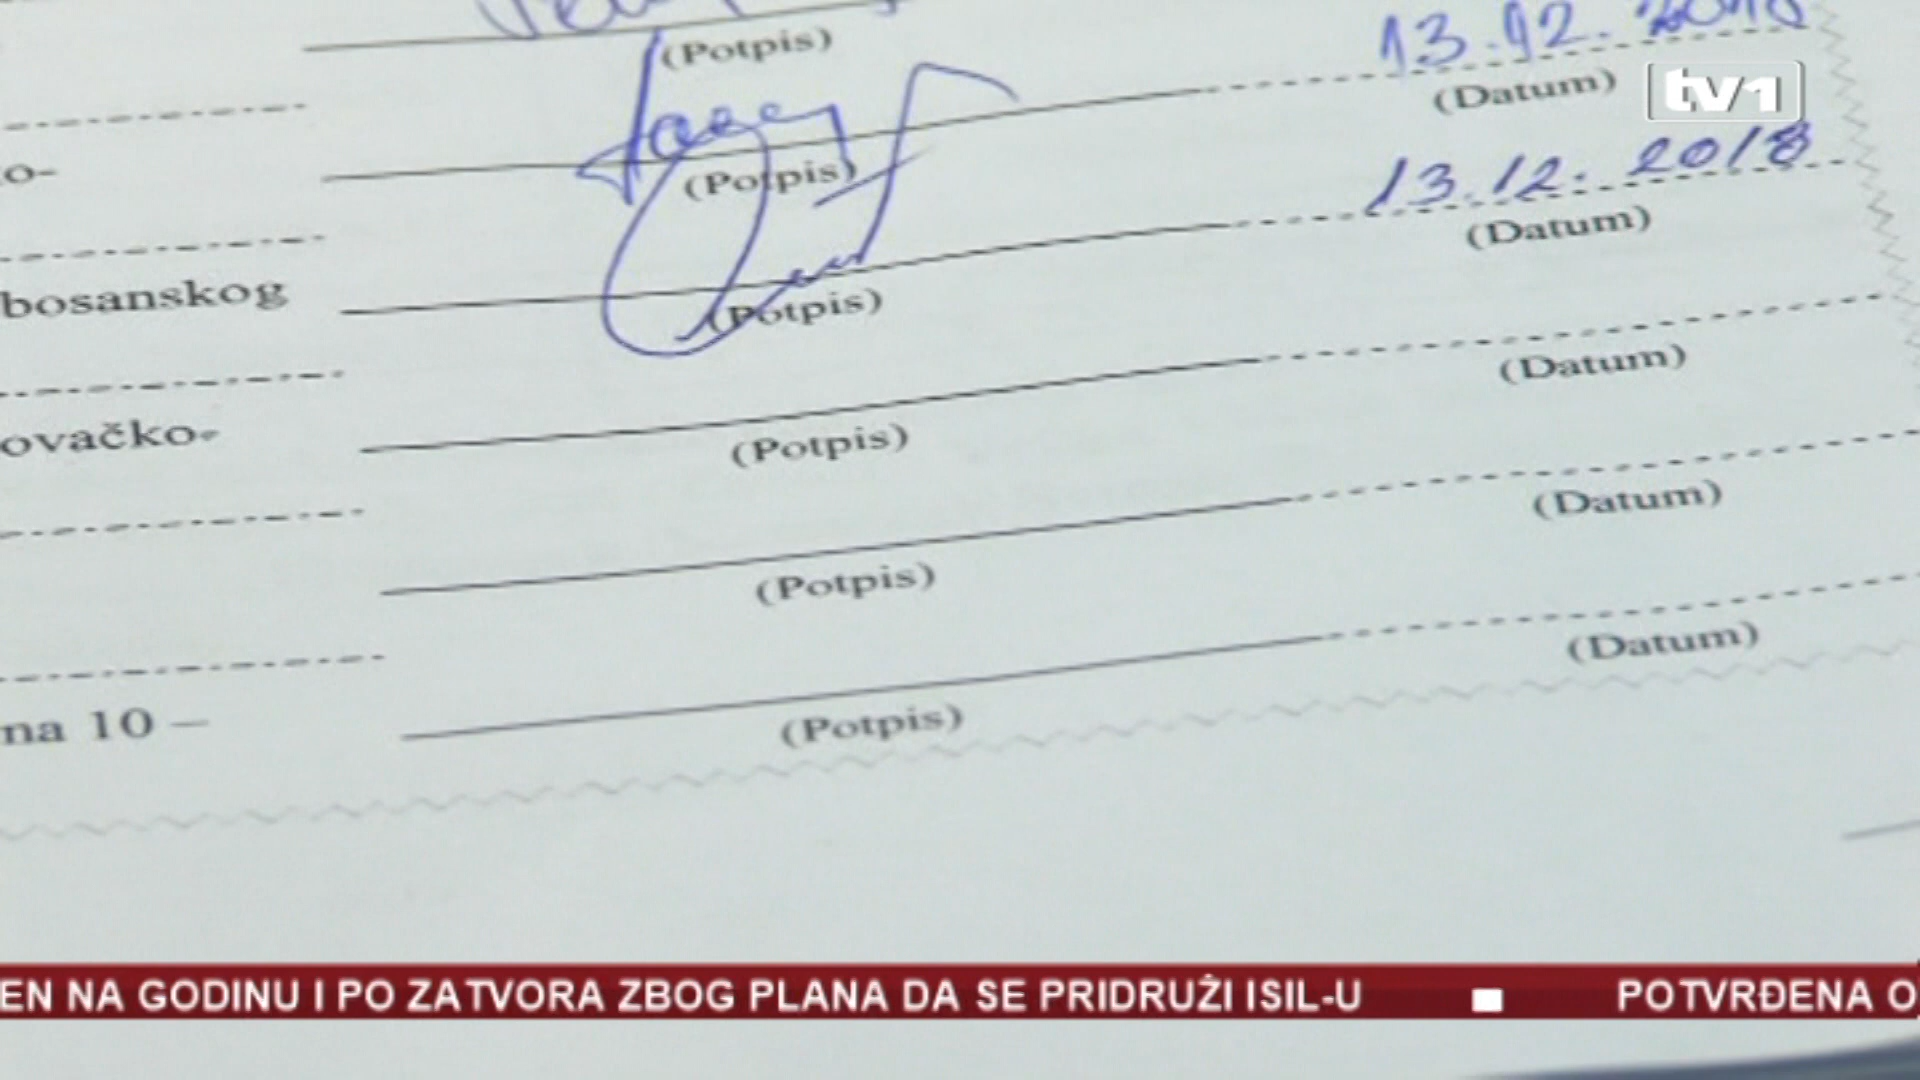 (Potpis)
13.12.2018
(Datum)
tv1
o-
(Potpis)
13.12.2018
(Datum)
bosanskog
(Potpis)
(Datum)
ovačko-
(Potpis)
(Datum)
(Potpis)
(Datum)
na 10 –
(Potpis)
EN NA GODINU I PO ZATVORA ZBOG PLANA DA SE PRIDRUŽI ISIL-U ■ POTVRĐENA O